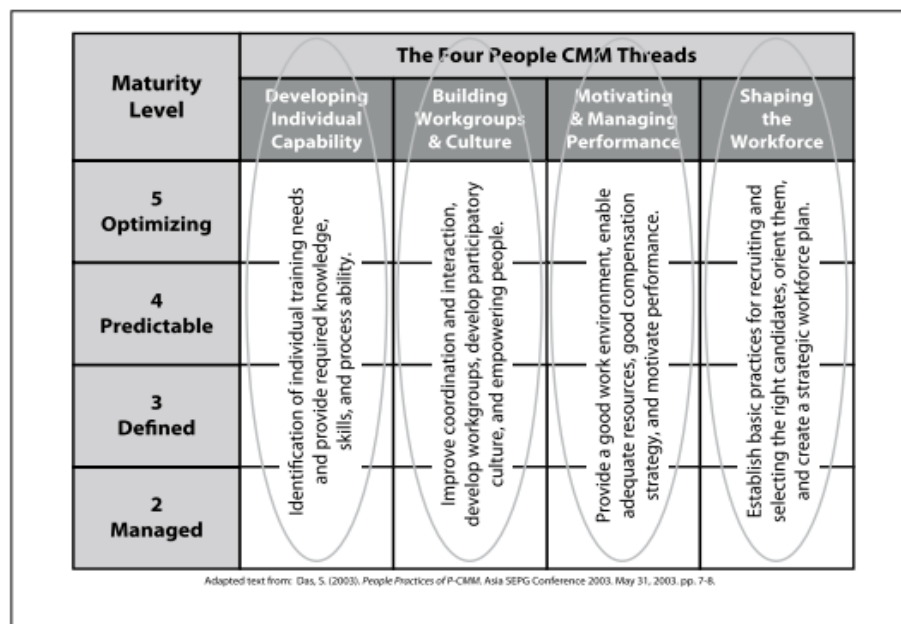 The Four People CMM Threads
Maturity
Level
Developing
Individual
Capability
Building
Workgroups
& Culture
Motivating
& Managing
Performance
Shaping
the
Workforce
5
Optimizing
4
Predictable
3
Defined
2
Managed
Identification of individual training needs
and provide required knowledge,
skills, and process ability.
Improve coordination and interaction,
develop workgroups, develop participatory
culture, and empowering people.
Provide a good work environment, enable
adequate resources, good compensation
strategy, and motivate performance.
Establish basic practices for recruiting and
selecting the right candidates, orient them,
and create a strategic workforce plan.
Adapted text from: Das, S. (2003). People Practices of P-CMM. Asia SEPG Conference 2003. May 31, 2003. pp. 7-8.